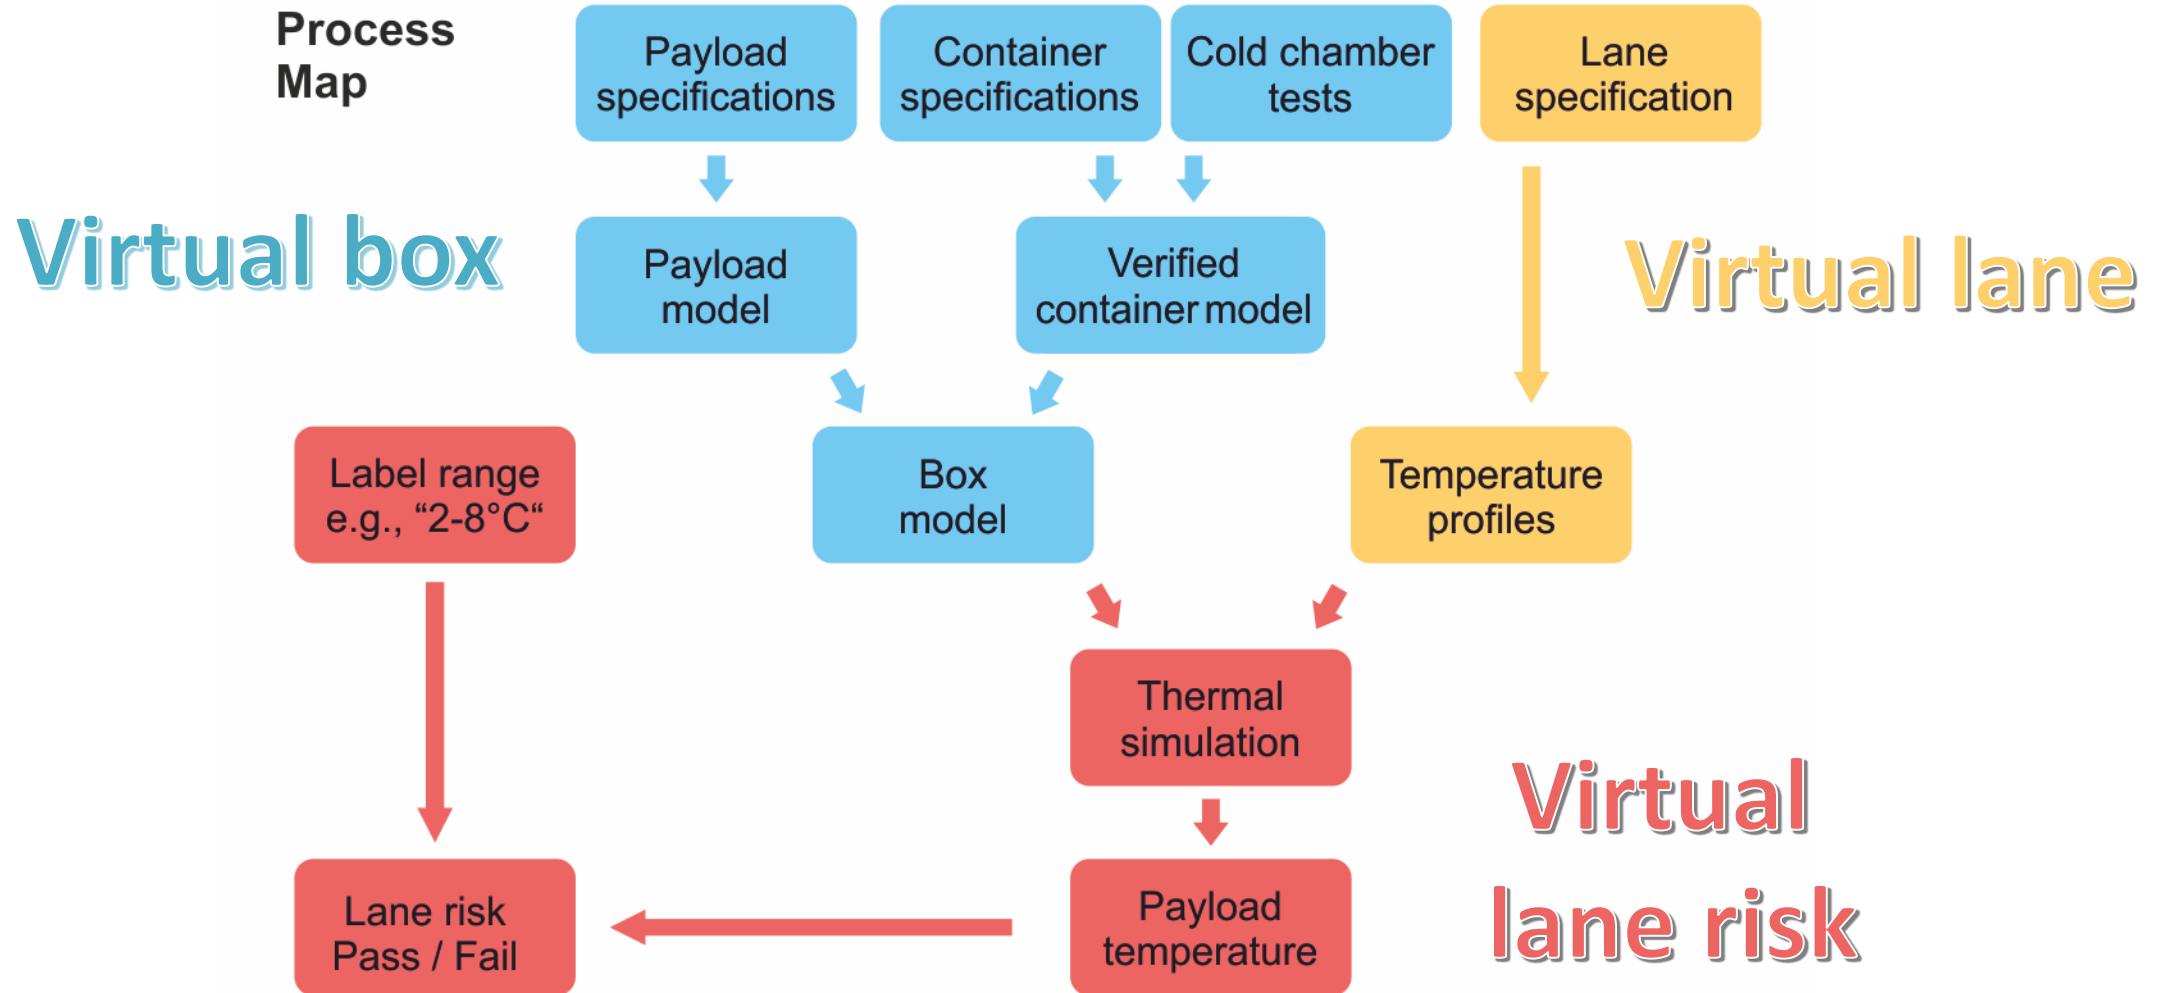 Process
Map
Payload
specifications
Container
specifications
Cold chamber
tests
Lane
specification
Virtual box
Payload
model
Verified
container model
Virtual lane
Label range
e.g., “2-8°C“
Box
model
Temperature
profiles
Thermal
simulation
Virtual
lane risk
Lane risk
Pass / Fail
Payload
temperature